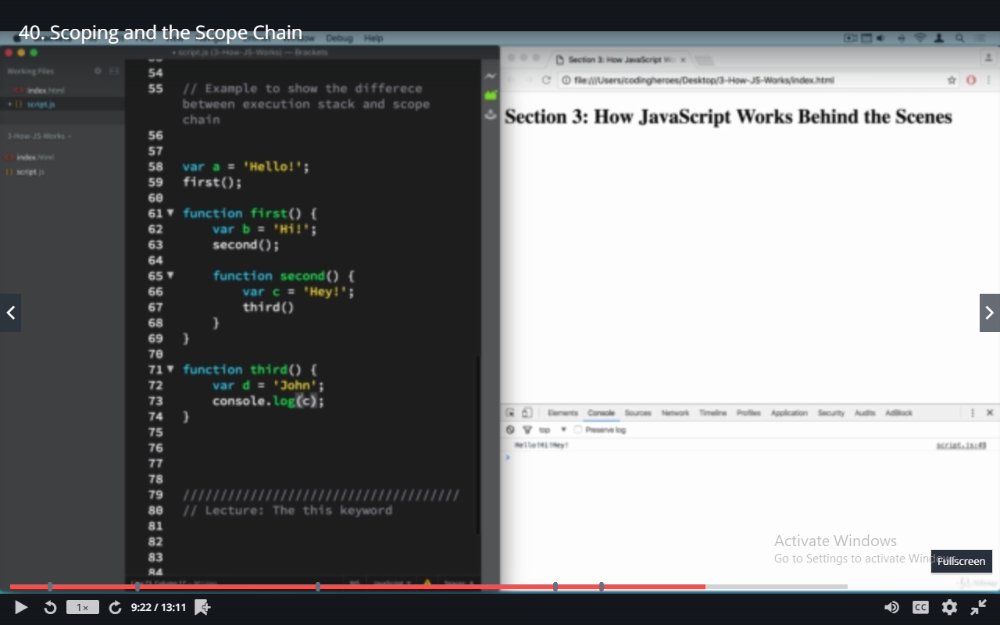 40. Scoping and the Scope Chain
Debug Help
script.js (3-How-JS-Works) — Brackets
Working Files
index.html
script.js
3-How-JS-Works
index.html
script.js
54
55 // Example to show the differece
between execution stack and scope
chain
56
57
58 var a = 'Hello!';
59 first();
60
61 function first() {
62 var b = 'Hi!';
63 second();
64
65 function second() {
66 var c = 'Hey!';
67 third()
68 }
69 }
70
71 function third() {
72 var d = 'John';
73 console.log(c);
74 }
75
76
77
78
79 /////////////////////////////////////
80 // Lecture: The this keyword
81
82
83
84
Section 3: How JavaScript
file:///Users/codingheroes/Desktop/3-How-JS-Works/index.html
Section 3: How JavaScript Works Behind the Scenes
Elements Console Sources Network Timeline Profiles Application Security Audits AdBlock
top Preserve log
Hello!Hi!Hey! script.js:49
Activate Windows
Go to Settings to activate Windows.
Fullscreen
1x 9:22 / 13:11 CC